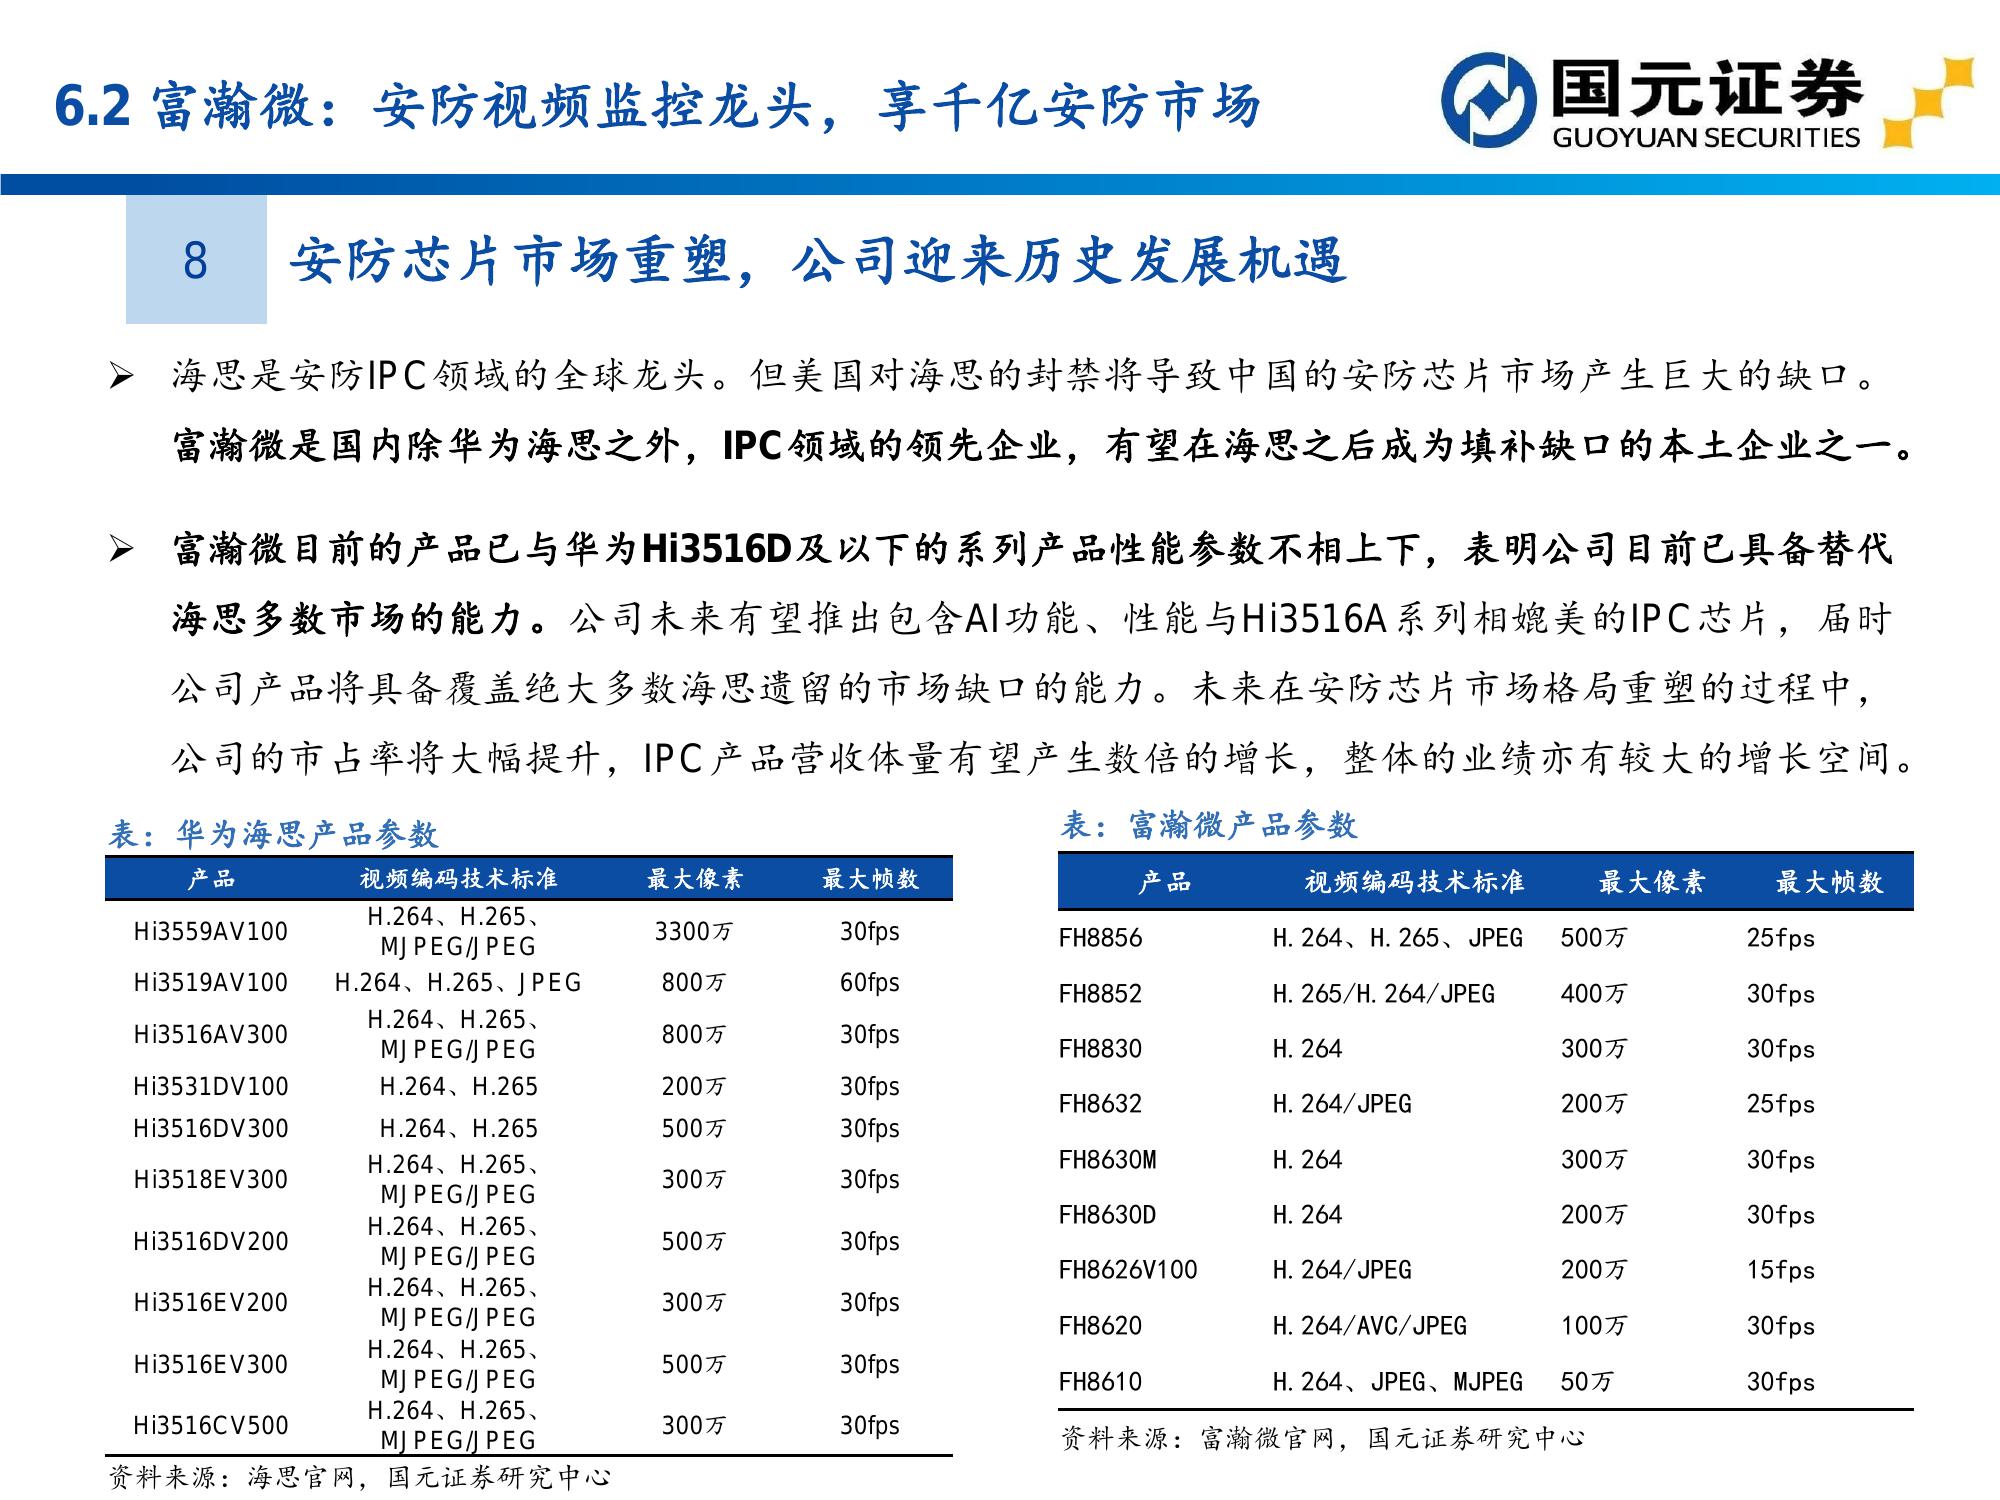 6.2 富瀚微：安防视频监控龙头，享千亿安防市场
国元证券
GUOYUAN SECURITIES
8
安防芯片市场重塑，公司迎来历史发展机遇
➢ 海思是安防IPC领域的全球龙头。但美国对海思的封禁将导致中国的安防芯片市场产生巨大的缺口。
富瀚微是国内除华为海思之外，IPC领域的领先企业，有望在海思之后成为填补缺口的本土企业之一。
➢ 富瀚微目前的产品已与华为Hi3516D及以下的系列产品性能参数不相上下，表明公司目前已具备替代
海思多数市场的能力。公司未来有望推出包含AI功能、性能与Hi3516A系列相媲美的IPC芯片，届时
公司产品将具备覆盖绝大多数海思遗留的市场缺口的能力。未来在安防芯片市场格局重塑的过程中，
公司的市占率将大幅提升，IPC产品营收体量有望产生数倍的增长，整体的业绩亦有较大的增长空间。
表：华为海思产品参数
产品 视频编码技术标准 最大像素 最大帧数
Hi3559AV100 H.264、H.265、
MJPEG/JPEG 3300万 30fps
Hi3519AV100 H.264、H.265、JPEG 800万 60fps
Hi3516AV300 H.264、H.265、
MJPEG/JPEG 800万 30fps
Hi3531DV100 H.264、H.265 200万 30fps
Hi3516DV300 H.264、H.265 500万 30fps
Hi3518EV300 H.264、H.265、
MJPEG/JPEG 300万 30fps
Hi3516DV200 H.264、H.265、
MJPEG/JPEG 500万 30fps
Hi3516EV200 H.264、H.265、
MJPEG/JPEG 300万 30fps
Hi3516EV300 H.264、H.265、
MJPEG/JPEG 500万 30fps
Hi3516CV500 H.264、H.265、
MJPEG/JPEG 300万 30fps
资料来源：海思官网，国元证券研究中心
表：富瀚微产品参数
产品 视频编码技术标准 最大像素 最大帧数
FH8856 H.264、H.265、JPEG 500万 25fps
FH8852 H.265/H.264/JPEG 400万 30fps
FH8830 H.264 300万 30fps
FH8632 H.264/JPEG 200万 25fps
FH8630M H.264 300万 30fps
FH8630D H.264 200万 30fps
FH8626V100 H.264/JPEG 200万 15fps
FH8620 H.264/AVC/JPEG 100万 30fps
FH8610 H.264、JPEG、MJPEG 50万 30fps
资料来源：富瀚微官网，国元证券研究中心